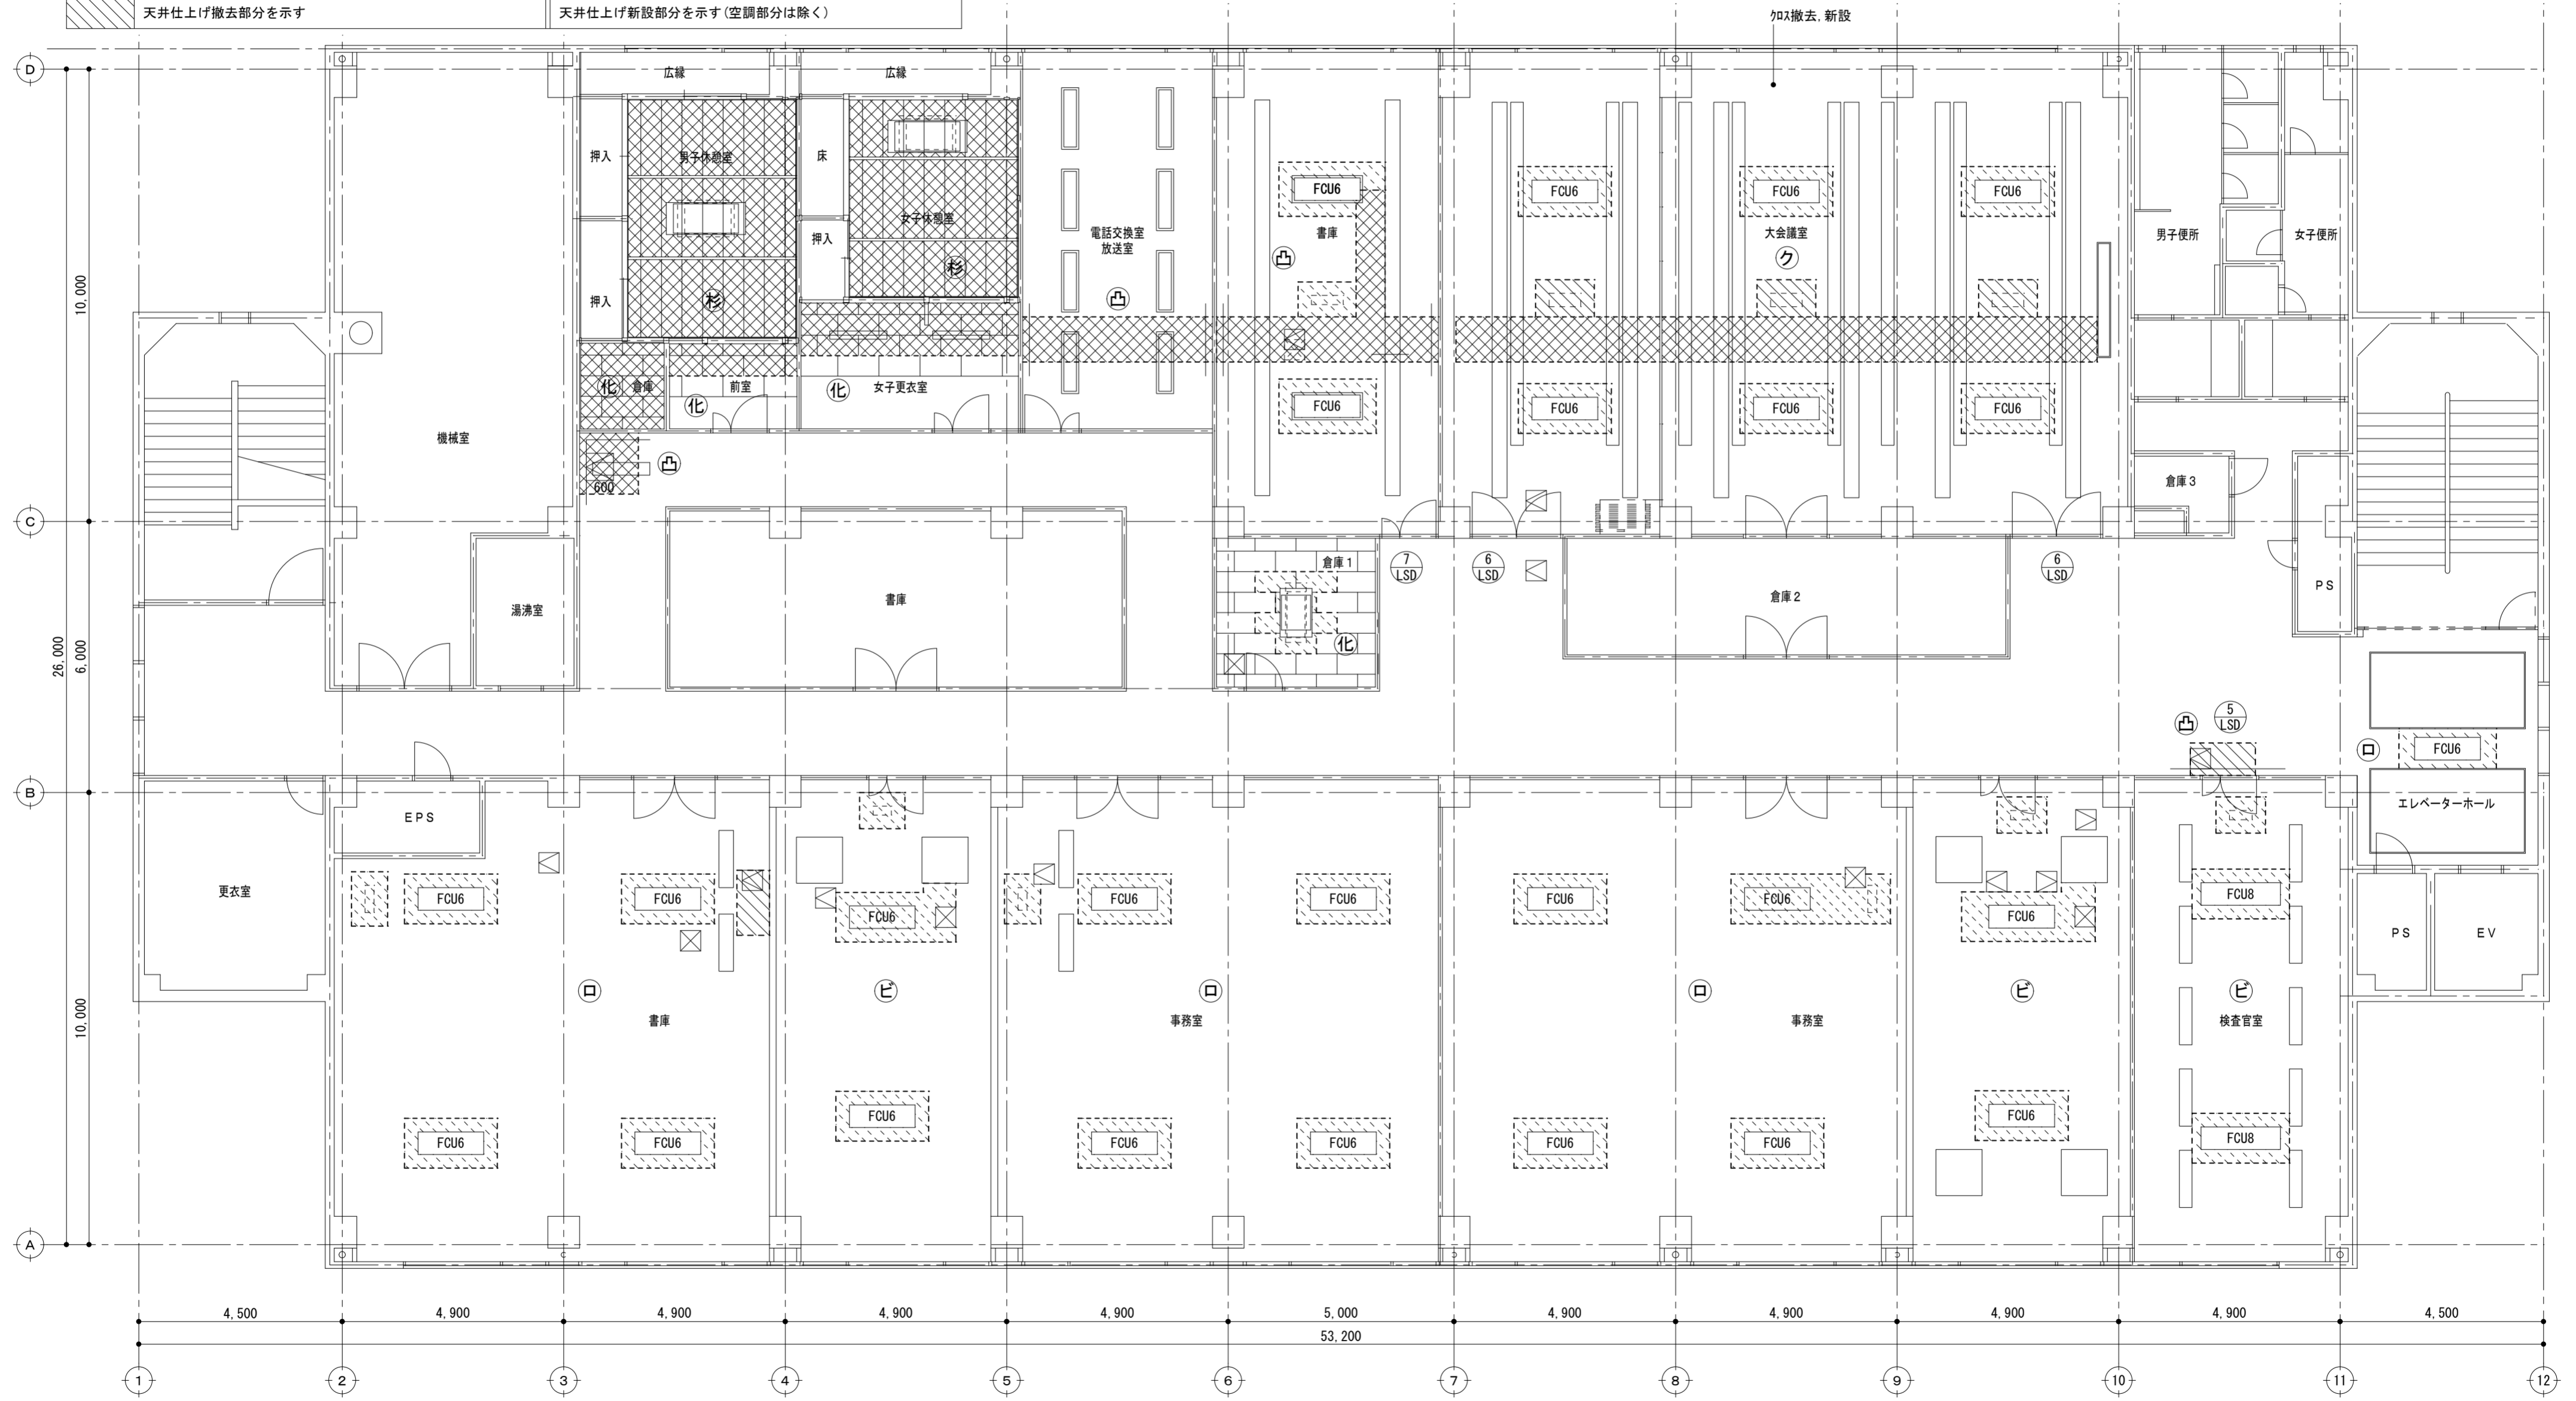 天井仕上げ撤去部分を示す
天井仕上げ新設部分を示す(空調部分は除く)
ｸﾛｽ撤去,新設
D
広縁
広縁
押入
男子休憩室
床
女子休憩室
押入
押入
杉
杉
電話交換室
放送室
凸
FCU6
書庫
凸
FCU6
FCU6
大会議室
ク
FCU6
FCU6
FCU6
FCU6
FCU6
男子便所
女子便所
10,000
化
倉庫
前室
化
化
女子更衣室
機械室
凸
600
倉庫3
C
倉庫1
化
7
LSD
6
LSD
6
LSD
倉庫2
PS
湯沸室
書庫
26,000
6,000
凸
5
LSD
ロ
FCU6
エレベーターホール
B
EPS
更衣室
FCU6
FCU6
FCU6
FCU6
FCU6
FCU6
FCU6
FCU6
FCU8
PS
EV
ロ
書庫
ビ
ロ
事務室
ロ
事務室
ビ
ビ
検査官室
10,000
FCU6
FCU6
FCU6
FCU6
FCU6
FCU6
FCU6
FCU6
FCU8
A
4,500
4,900
4,900
4,900
4,900
5,000
4,900
4,900
4,900
4,900
4,500
53,200
1
2
3
4
5
6
7
8
9
10
11
12